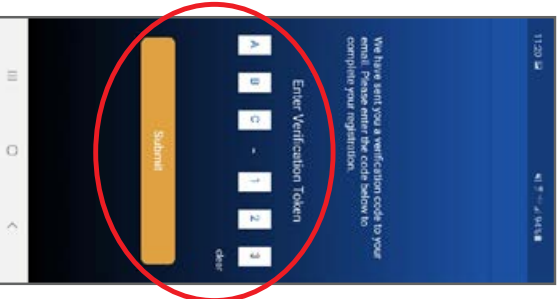 11:20 94%
We have sent you a verification code to your
email. Please enter the code below to
complete your registration.
Enter Verification Token
A B C - 1 2 3
clear
Submit